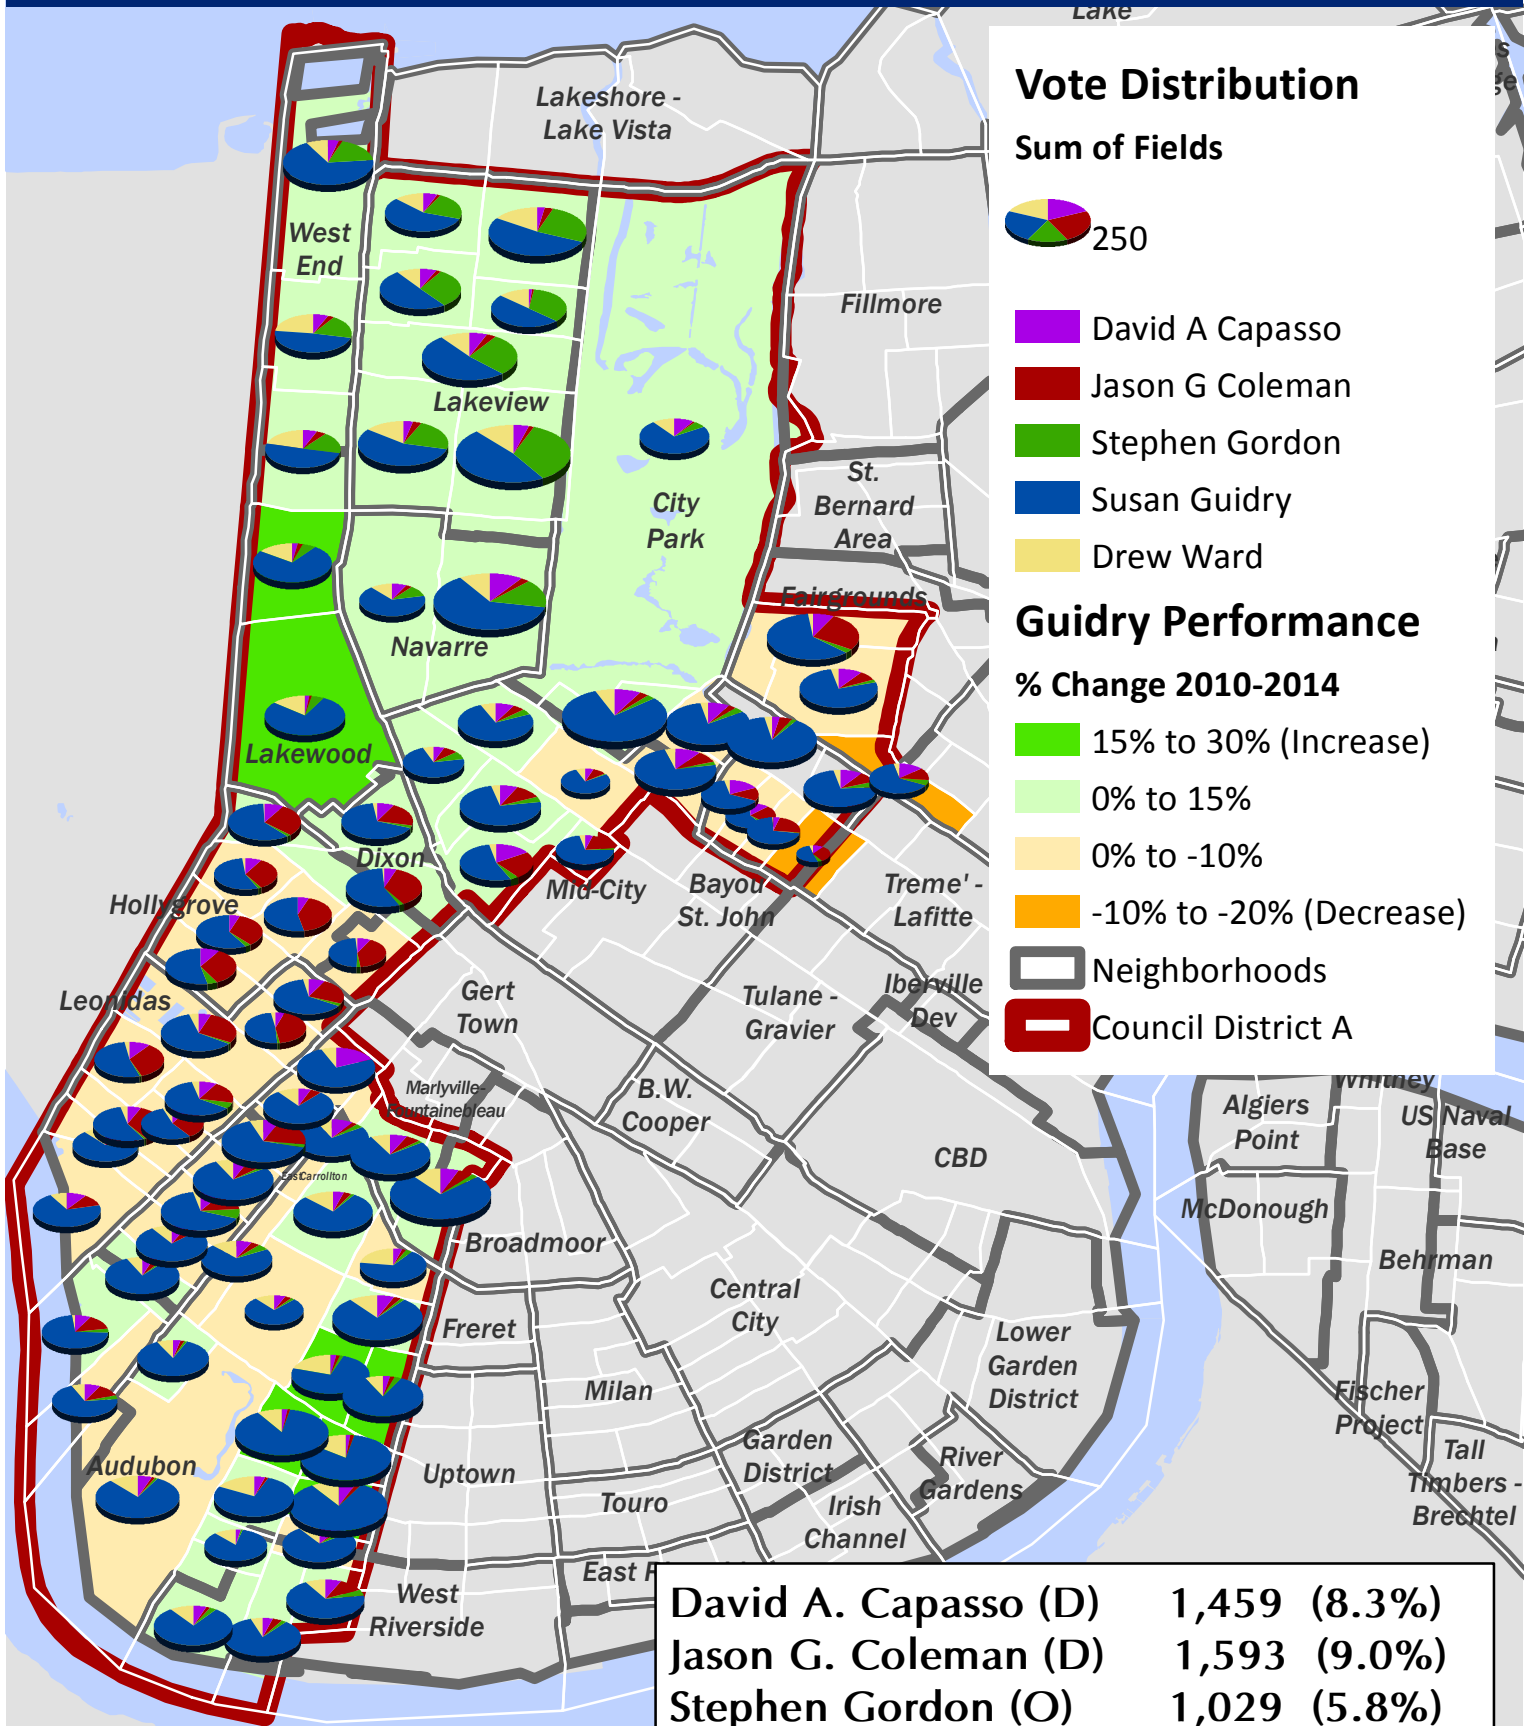 Lake
Lakeshore -
Lake Vista
West
End
Fillmore
Lakeview
St.
Bernard
Area
City
Park
Fairgrounds
Navarre
Lakewood
Dixon
Hollygrove
Mid-City
Bayou
St. John
Treme' -
Lafitte
Leonidas
Gert
Town
Tulane -
Gravier
Iberville
Dev
Marlyville-
Fountainebleau
B.W.
Cooper
CBD
East Carrollton
Broadmoor
Central
City
Freret
Milan
Lower
Garden
District
Garden
District
River
Gardens
Irish
Channel
Audubon
Uptown
Touro
East
West
Riverside
Whitney
Algiers
Point
US Naval
Base
McDonough
Behrman
Fischer
Project
Tall
Timbers -
Brechtel
Vote Distribution
Sum of Fields
250
David A Capasso
Jason G Coleman
Stephen Gordon
Susan Guidry
Drew Ward
Guidry Performance
% Change 2010-2014
15% to 30% (Increase)
0% to 15%
0% to -10%
-10% to -20% (Decrease)
Neighborhoods
Council District A
David A. Capasso (D) 1,459 (8.3%)
Jason G. Coleman (D) 1,593 (9.0%)
Stephen Gordon (O) 1,029 (5.8%)